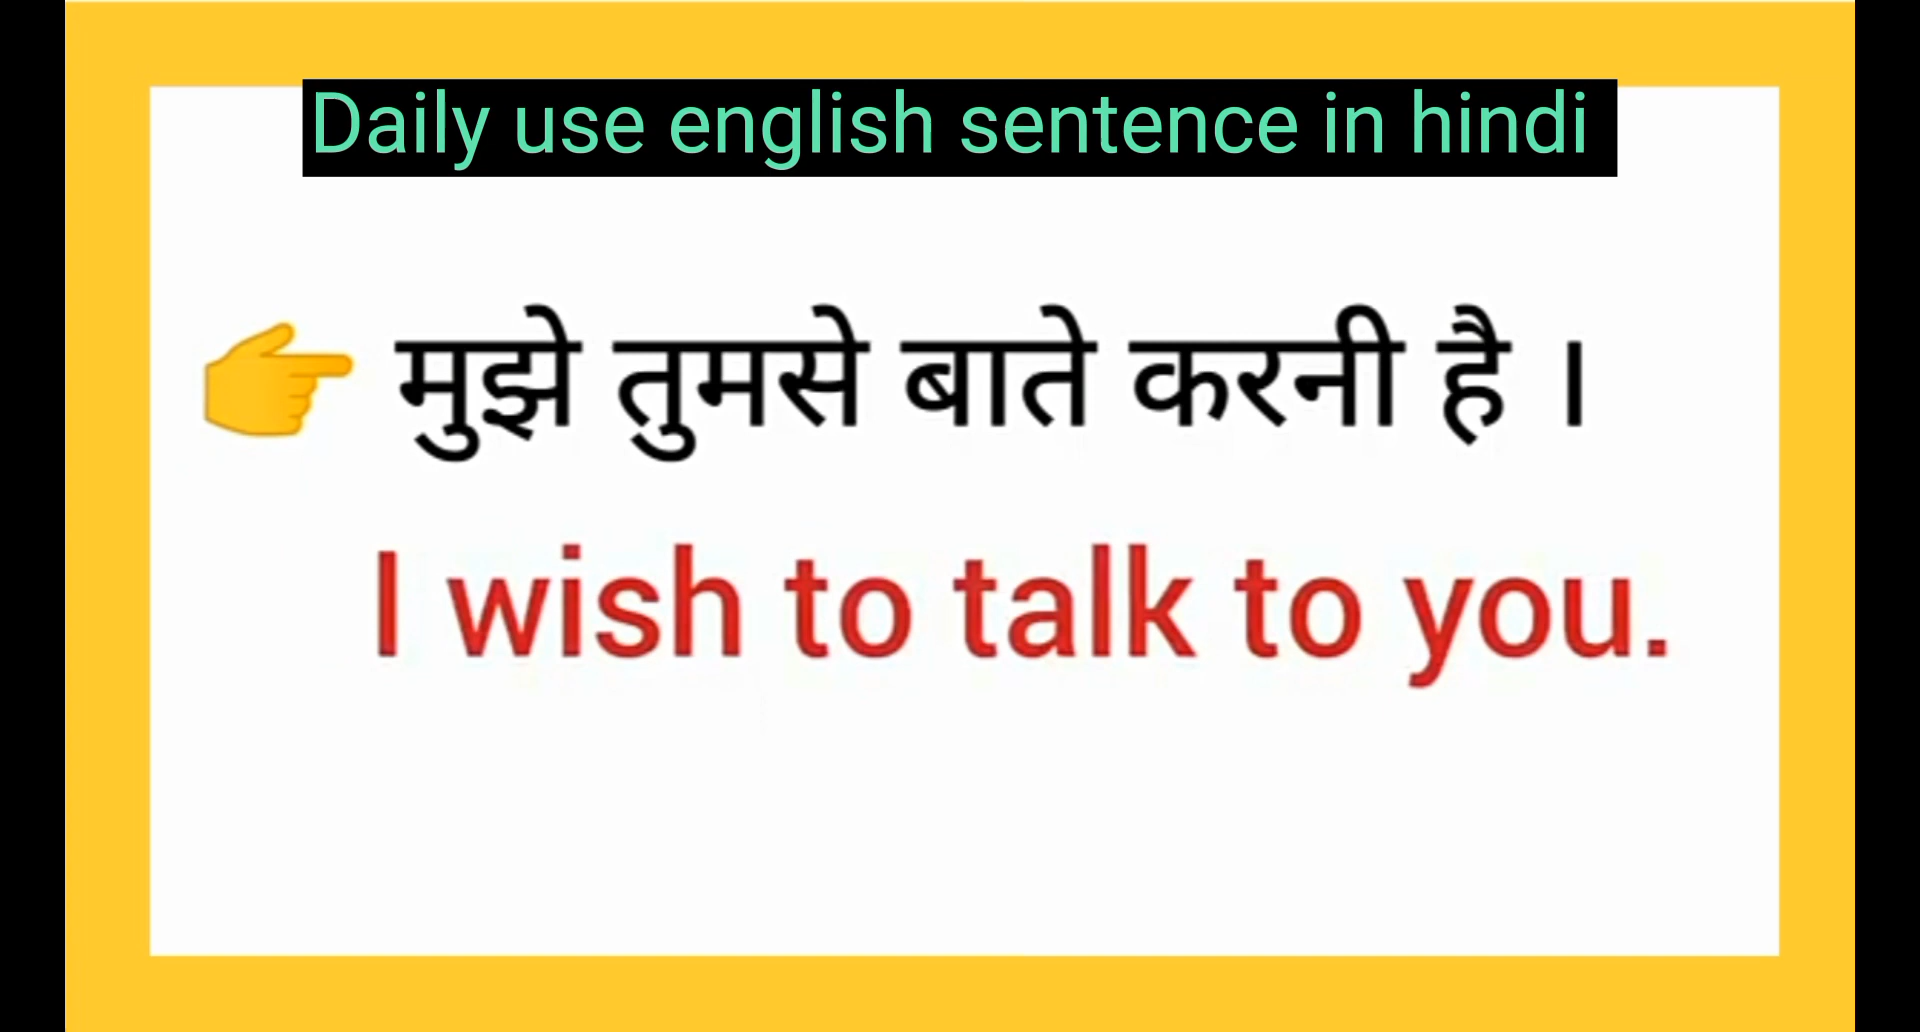 Daily use english sentence in hindi
👉 मुझे तुमसे बाते करनी है ।
I wish to talk to you.